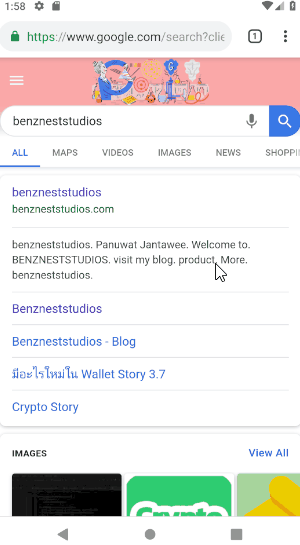 1:58
https://www.google.com/search?clie
1
benzneststudios
ALL MAPS VIDEOS IMAGES NEWS SHOPPI
benzneststudios
benzneststudios.com
benzneststudios. Panuwat Jantawee. Welcome to.
BENZNESTSTUDIOS. visit my blog. product. More.
benzneststudios.
Benzneststudios
Benzneststudios - Blog
มีอะไรใหม่ใน Wallet Story 3.7
Crypto Story
IMAGES View All
Crypto